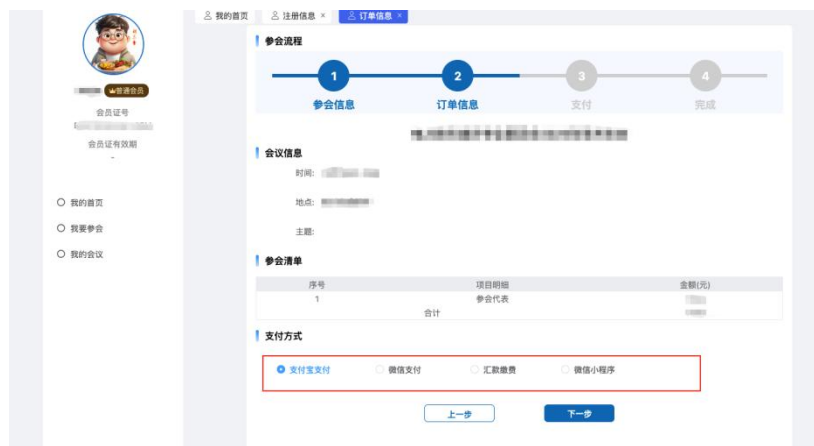 我的首页 注册信息 × 订单信息 ×
参会流程
1 2 3 4
参会信息 订单信息 支付 完成
普通会员
会员证号
会员证有效期
-
我的首页
我要参会
我的会议
会议信息
时间:
地点:
主题:
参会清单
序号 项目明细 金额(元)
1 参会代表
合计
支付方式
支付宝支付 微信支付 汇款缴费 微信小程序
上一步 下一步